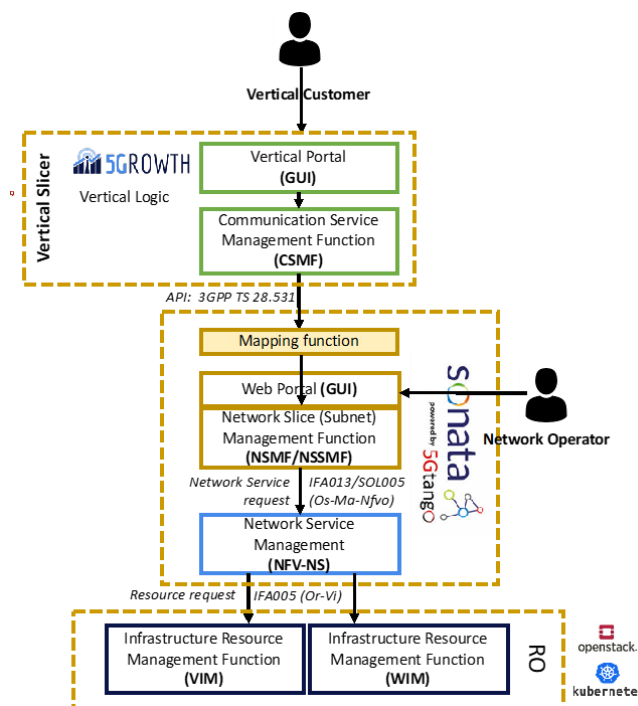 Vertical Customer
Vertical Slicer
5GROWTH
Vertical Logic
Vertical Portal
(GUI)
Communication Service
Management Function
(CSMF)
API: 3GPP TS 28.531
Mapping function
Web Portal (GUI)
Network Slice (Subnet)
Management Function
(NSMF/NSSMF)
sonata
powered by 5GtangO
Network Operator
Network Service
request
IFA013/SOL005
(Os-Ma-Nfvo)
Network Service
Management
(NFV-NS)
Resource request
IFA005 (Or-Vi)
Infrastructure Resource
Management Function
(VIM)
Infrastructure Resource
Management Function
(WIM)
RO
openstack.
kubernete